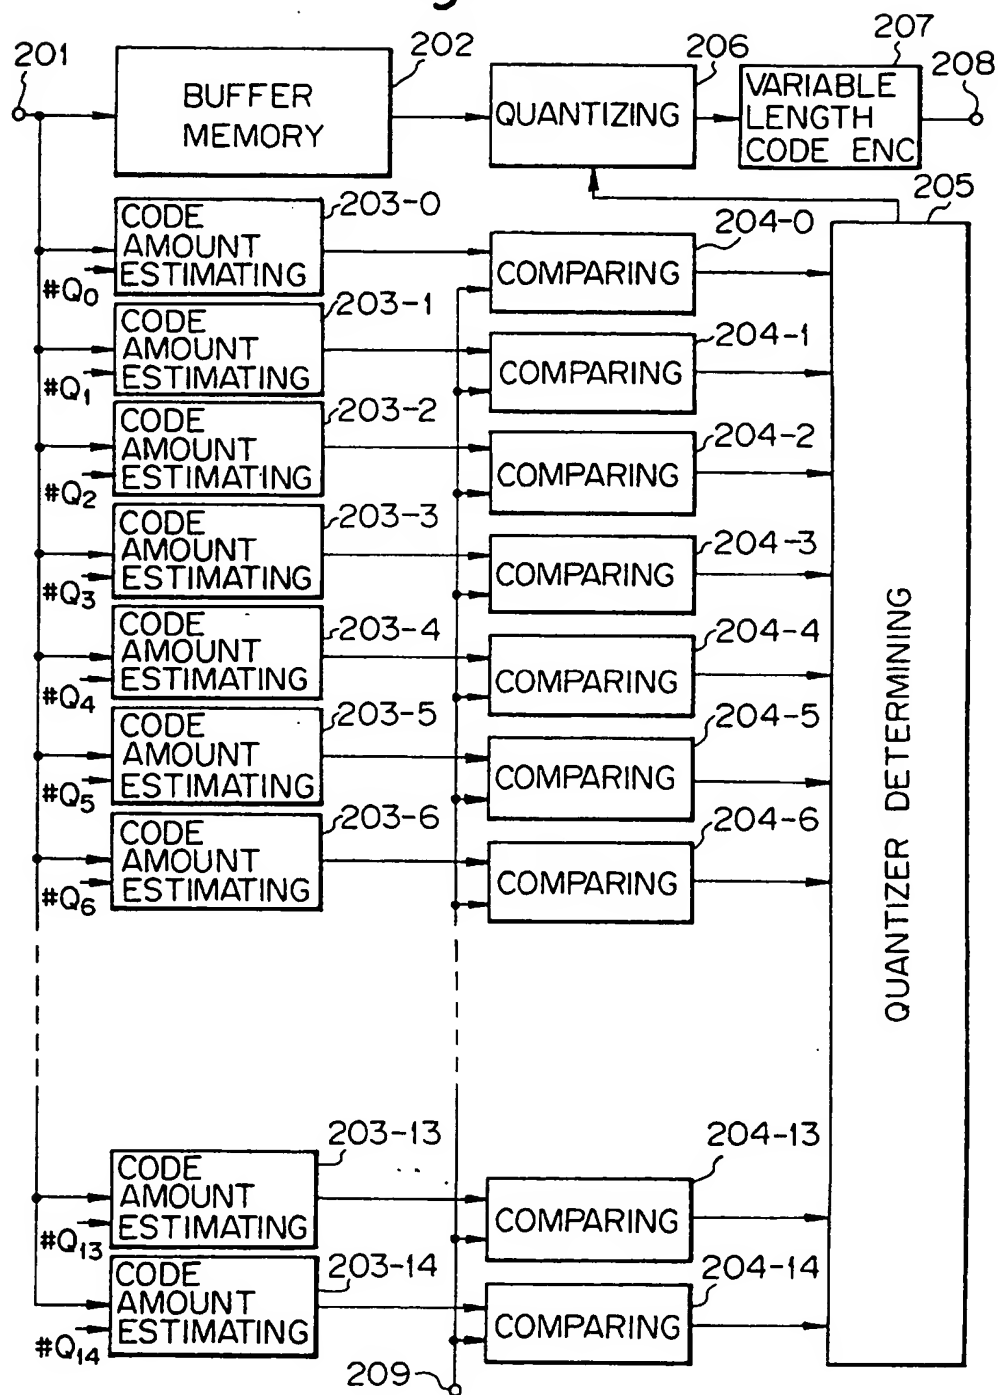 201
BUFFER
MEMORY
202
QUANTIZING
206
VARIABLE
LENGTH
CODE ENC
207
208
CODE
AMOUNT
ESTIMATING
203-0
#Q0
COMPARING
204-0
205
CODE
AMOUNT
ESTIMATING
203-1
#Q1
COMPARING
204-1
CODE
AMOUNT
ESTIMATING
203-2
#Q2
COMPARING
204-2
CODE
AMOUNT
ESTIMATING
203-3
#Q3
COMPARING
204-3
CODE
AMOUNT
ESTIMATING
203-4
#Q4
COMPARING
204-4
CODE
AMOUNT
ESTIMATING
203-5
#Q5
COMPARING
204-5
CODE
AMOUNT
ESTIMATING
203-6
#Q6
COMPARING
204-6
QUANTIZER DETERMINING
CODE
AMOUNT
ESTIMATING
203-13
#Q13
COMPARING
204-13
CODE
AMOUNT
ESTIMATING
203-14
#Q14
COMPARING
204-14
209